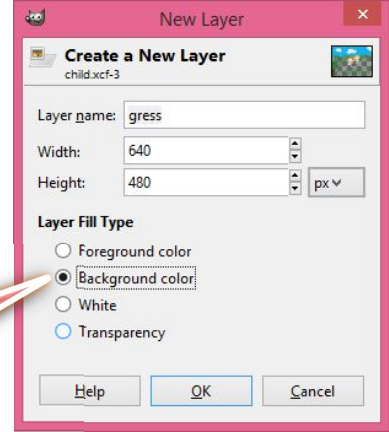 New Layer
Create a New Layer
child.xcf-3
Layer name: gress
Width: 640
Height: 480 px
Layer Fill Type
Foreground color
Background color
White
Transparency
Help OK Cancel